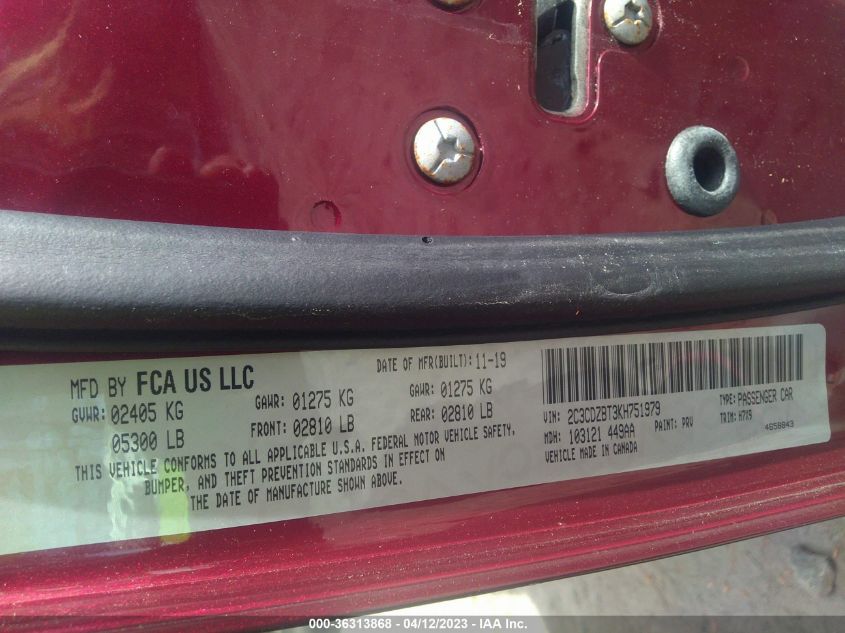 MFD BY FCA US LLC
DATE OF MFR(BUILT): 11-19
GVWR: 02405 KG
GAWR: 01275 KG
GAWR: 01275 KG
05300 LB
FRONT: 02810 LB
REAR: 02810 LB
THIS VEHICLE CONFORMS TO ALL APPLICABLE U.S.A. FEDERAL MOTOR VEHICLE SAFETY,
BUMPER, AND THEFT PREVENTION STANDARDS IN EFFECT ON
THE DATE OF MANUFACTURE SHOWN ABOVE.
VIN: 2C3CDZBT3KH751979
TYPE: PASSENGER CAR
MDH: 103121 449AA
PAINT: PRV
TRIM: H7X9
VEHICLE MADE IN CANADA
4658843
000-36313868 - 04/12/2023 - IAA Inc.